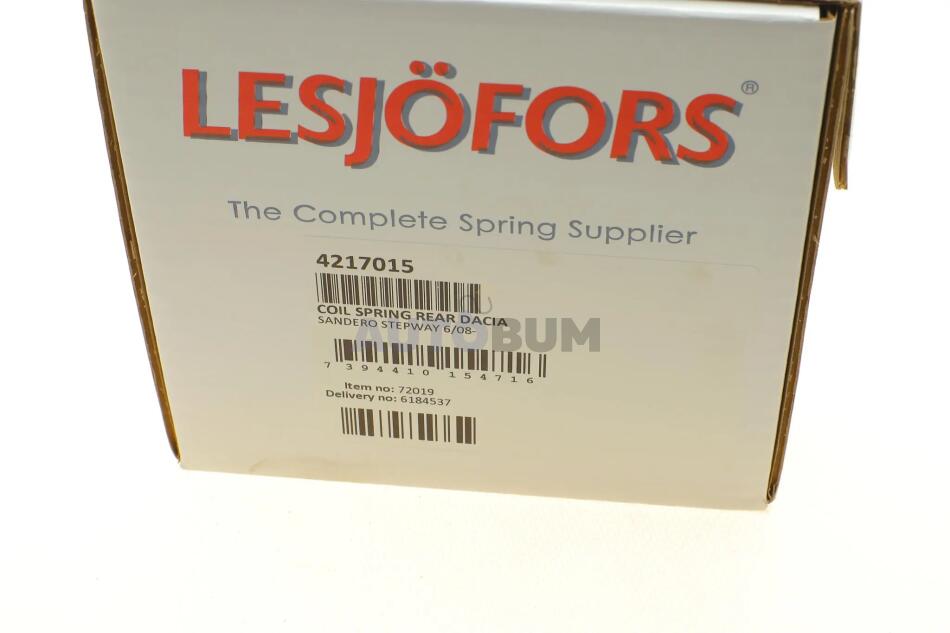 LESJÖFORS®
The Complete Spring Supplier
4217015
COIL SPRING REAR DACIA
SANDERO STEPWAY 6/08-
AUTOBUM
7 394410 154716
Item no: 72019
Delivery no: 6184537